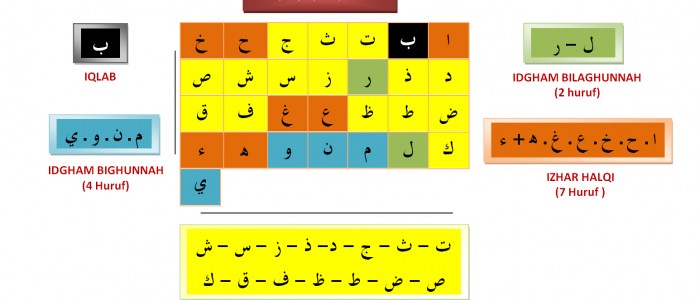 ب
IQLAB
م . ن . و . ي
IDGHAM BIGHUNNAH
(4 Huruf)
ا ب ت ث ج ح خ
د ذ ر ز س ش ص
ض ط ظ ع غ ف ق
ك ل م ن و ه ء
ي
ل – ر
IDGHAM BILAGHUNNAH
(2 huruf)
ا . ح . خ . ع . غ . ه + ء
IZHAR HALQI
(7 Huruf )
ت – ث – ج – د – ذ – ز – س – ش
ص – ض – ط – ظ – ف – ق – ك